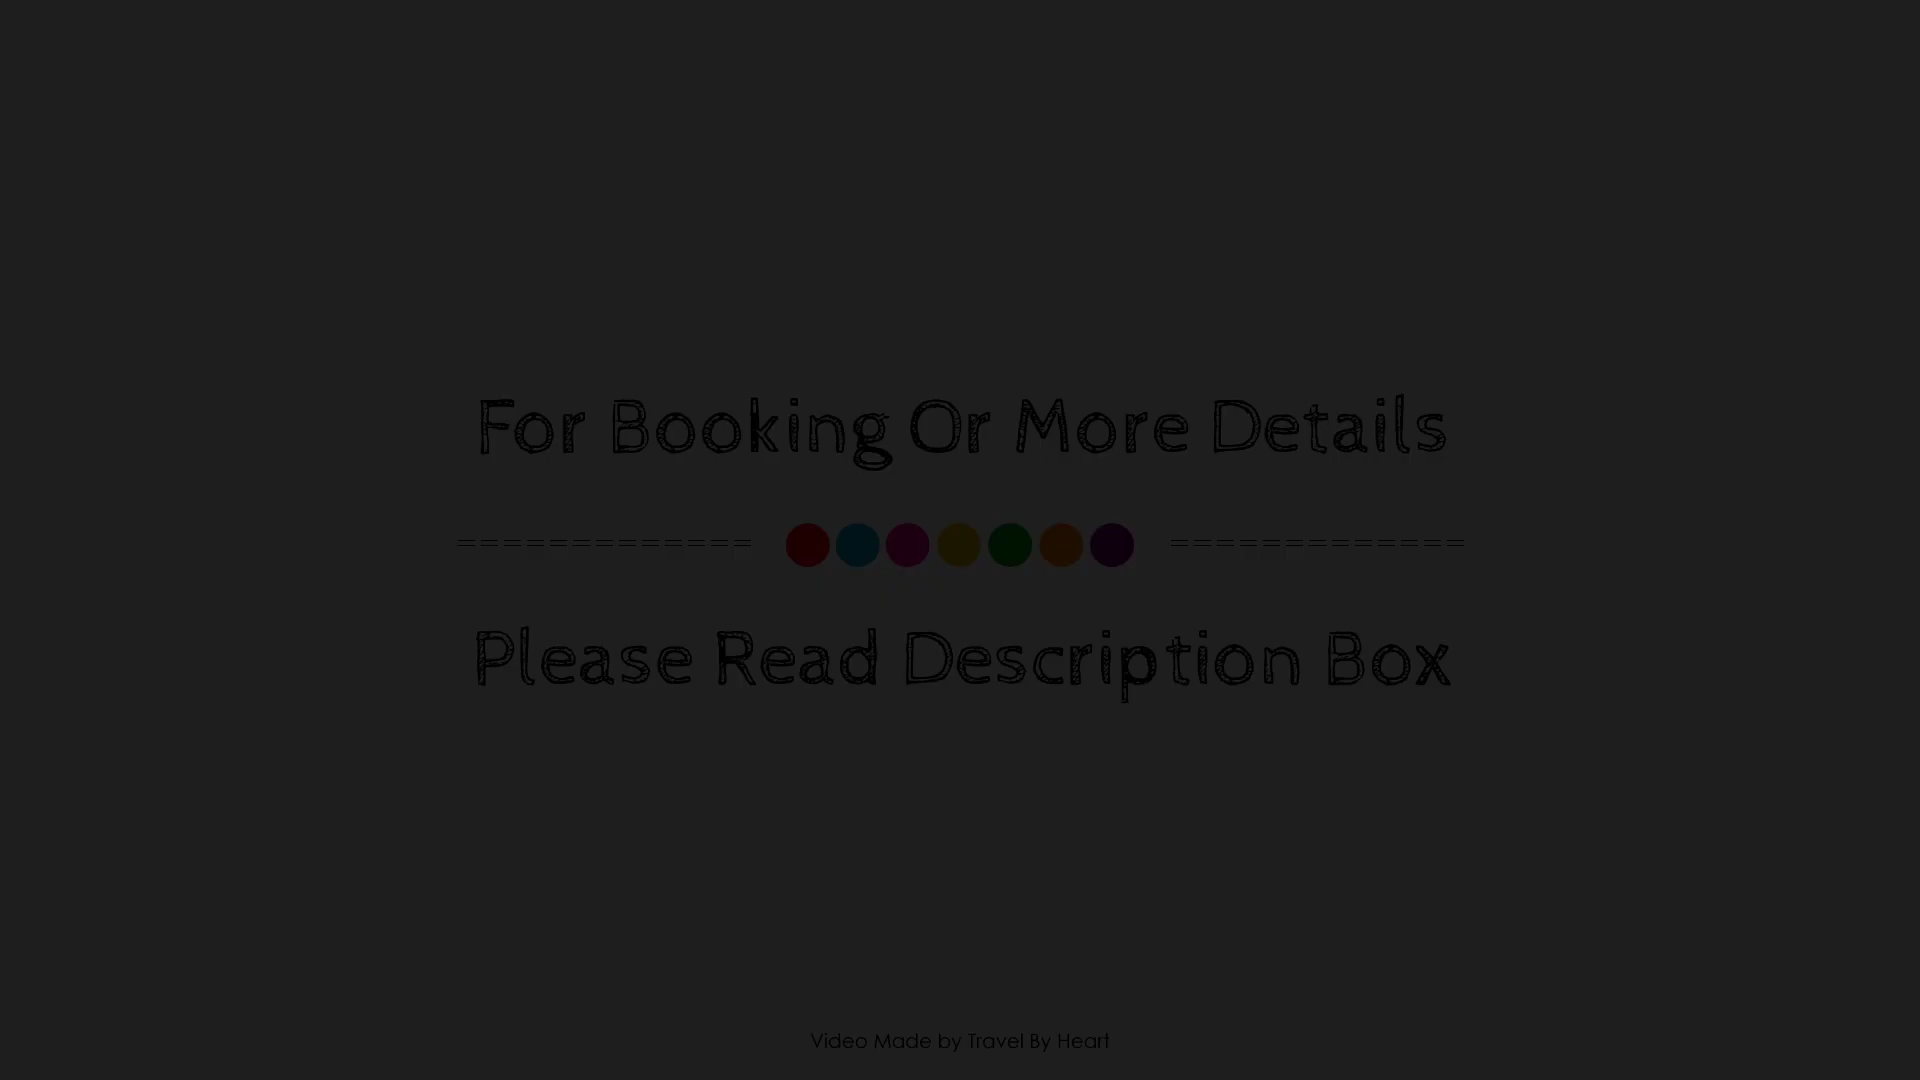 For Booking Or More Details
============= =============
Please Read Description Box
Video Made by Travel By Heart